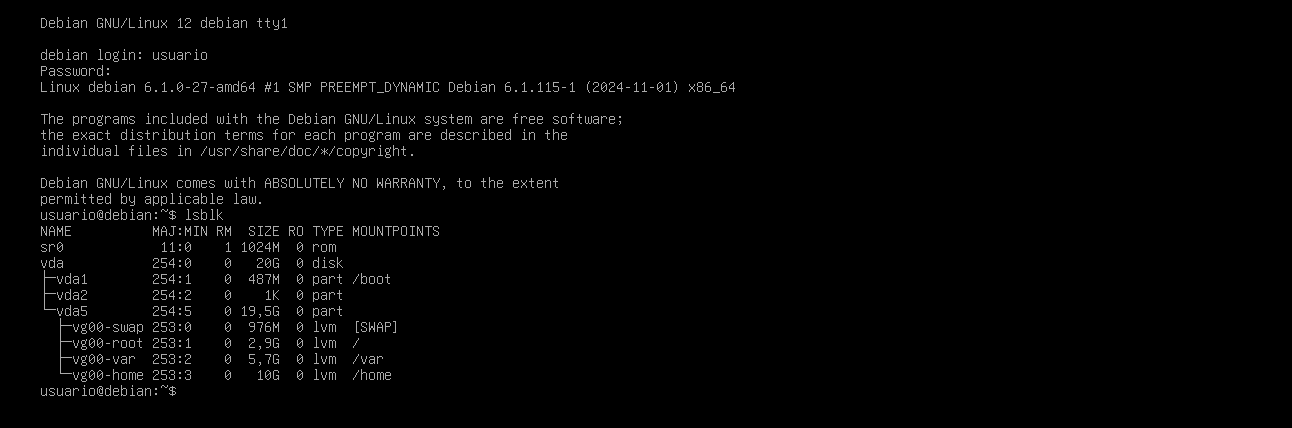 Debian GNU/Linux 12 debian tty1

debian login: usuario
Password:
Linux debian 6.1.0-27-amd64 #1 SMP PREEMPT_DYNAMIC Debian 6.1.115-1 (2024-11-01) x86_64

The programs included with the Debian GNU/Linux system are free software;
the exact distribution terms for each program are described in the
individual files in /usr/share/doc/*/copyright.

Debian GNU/Linux comes with ABSOLUTELY NO WARRANTY, to the extent
permitted by applicable law.
usuario@debian:~$ lsblk
NAME          MAJ:MIN RM  SIZE RO TYPE MOUNTPOINTS
sr0            11:0    1 1024M  0 rom
vda           254:0    0   20G  0 disk
├─vda1        254:1    0  487M  0 part /boot
├─vda2        254:2    0    1K  0 part
└─vda5        254:5    0 19,5G  0 part
  ├─vg00-swap 253:0    0  976M  0 lvm  [SWAP]
  ├─vg00-root 253:1    0  2,9G  0 lvm  /
  ├─vg00-var  253:2    0  5,7G  0 lvm  /var
  └─vg00-home 253:3    0   10G  0 lvm  /home
usuario@debian:~$